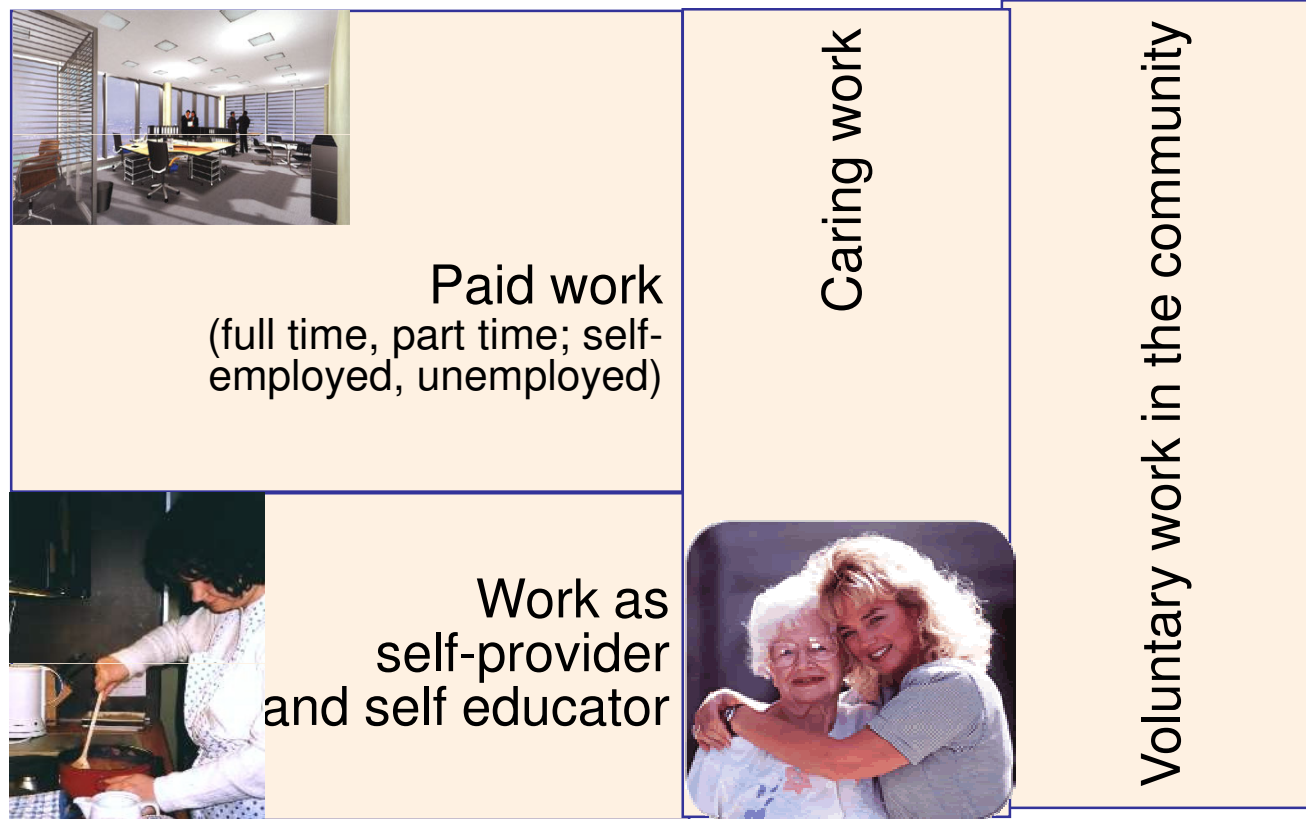 Paid work
(full time, part time; self-
employed, unemployed)
Work as
self-provider
and self educator
Caring work
Voluntary work in the community